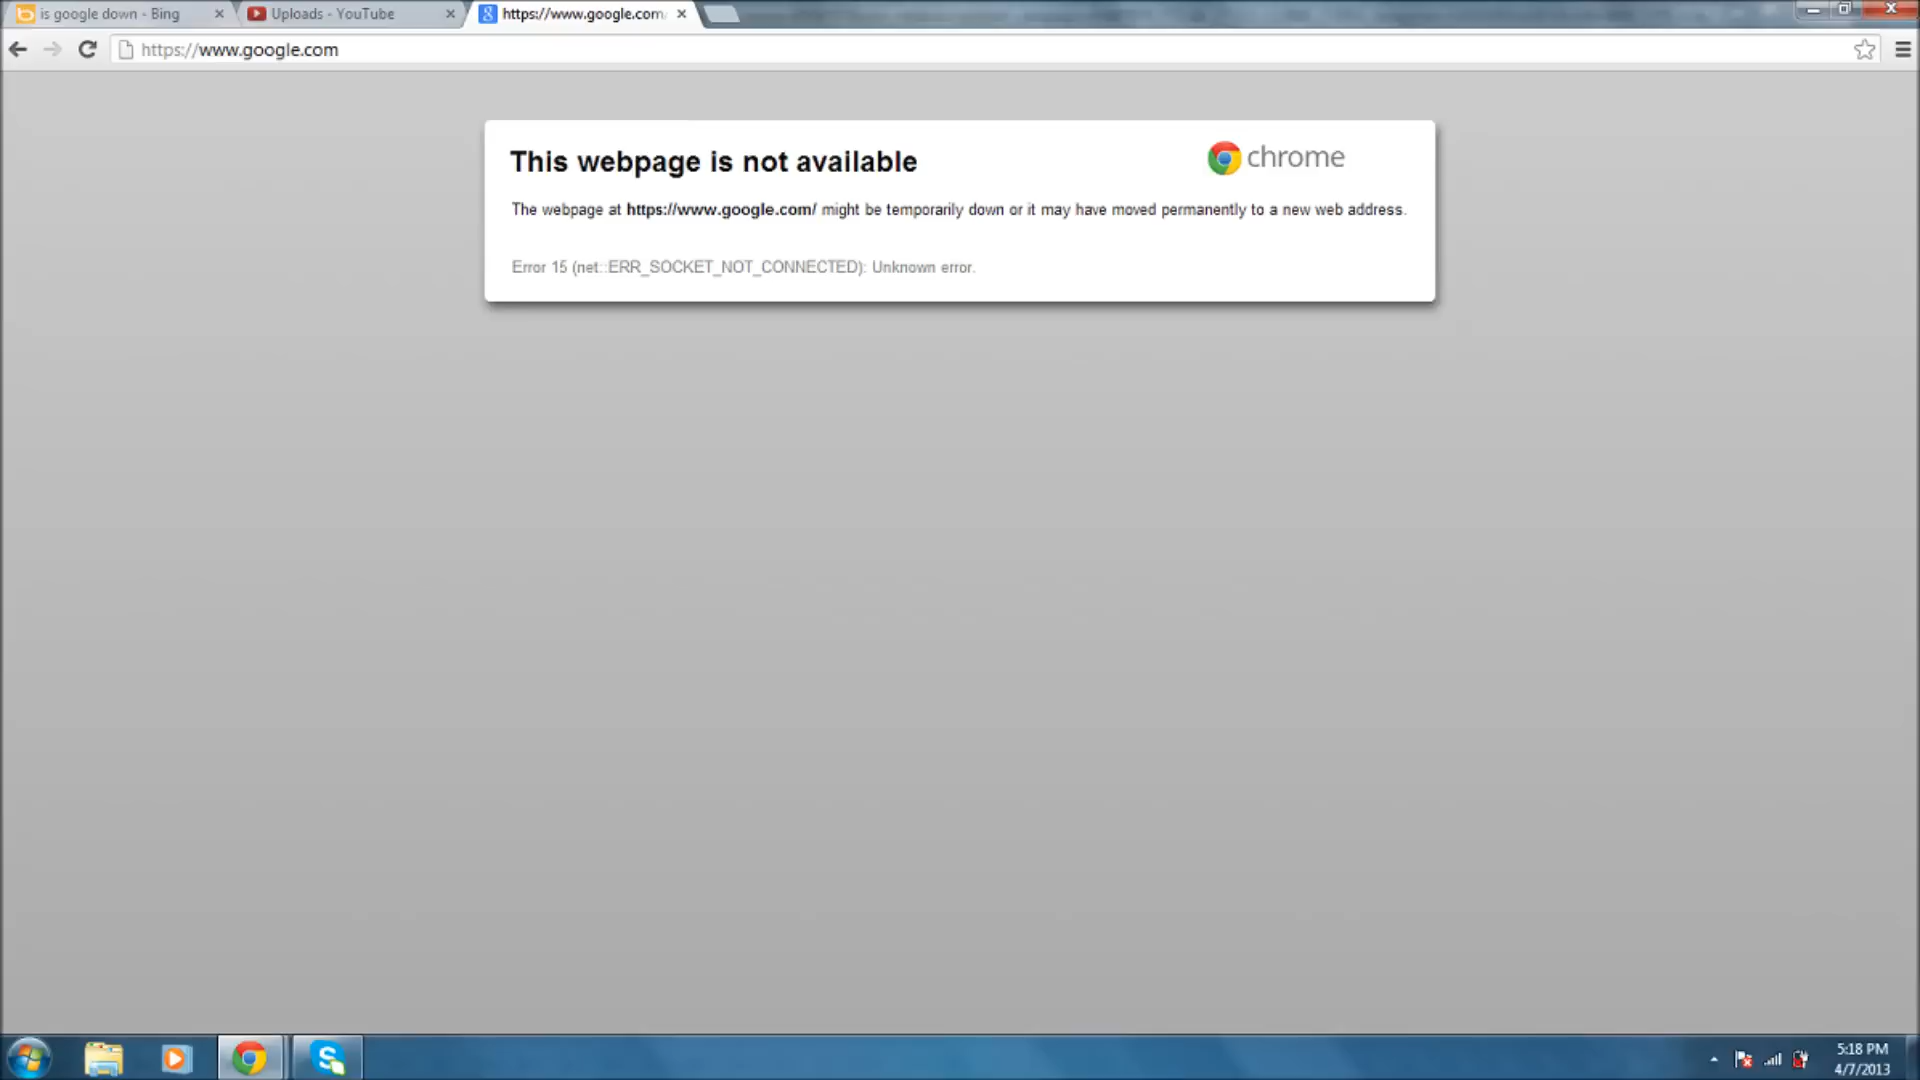 is google down - Bing
Uploads - YouTube
https://www.google.com
https://www.google.com
This webpage is not available
chrome
The webpage at https://www.google.com/ might be temporarily down or it may have moved permanently to a new web address.
Error 15 (net::ERR_SOCKET_NOT_CONNECTED): Unknown error.
5:18 PM
4/7/2013